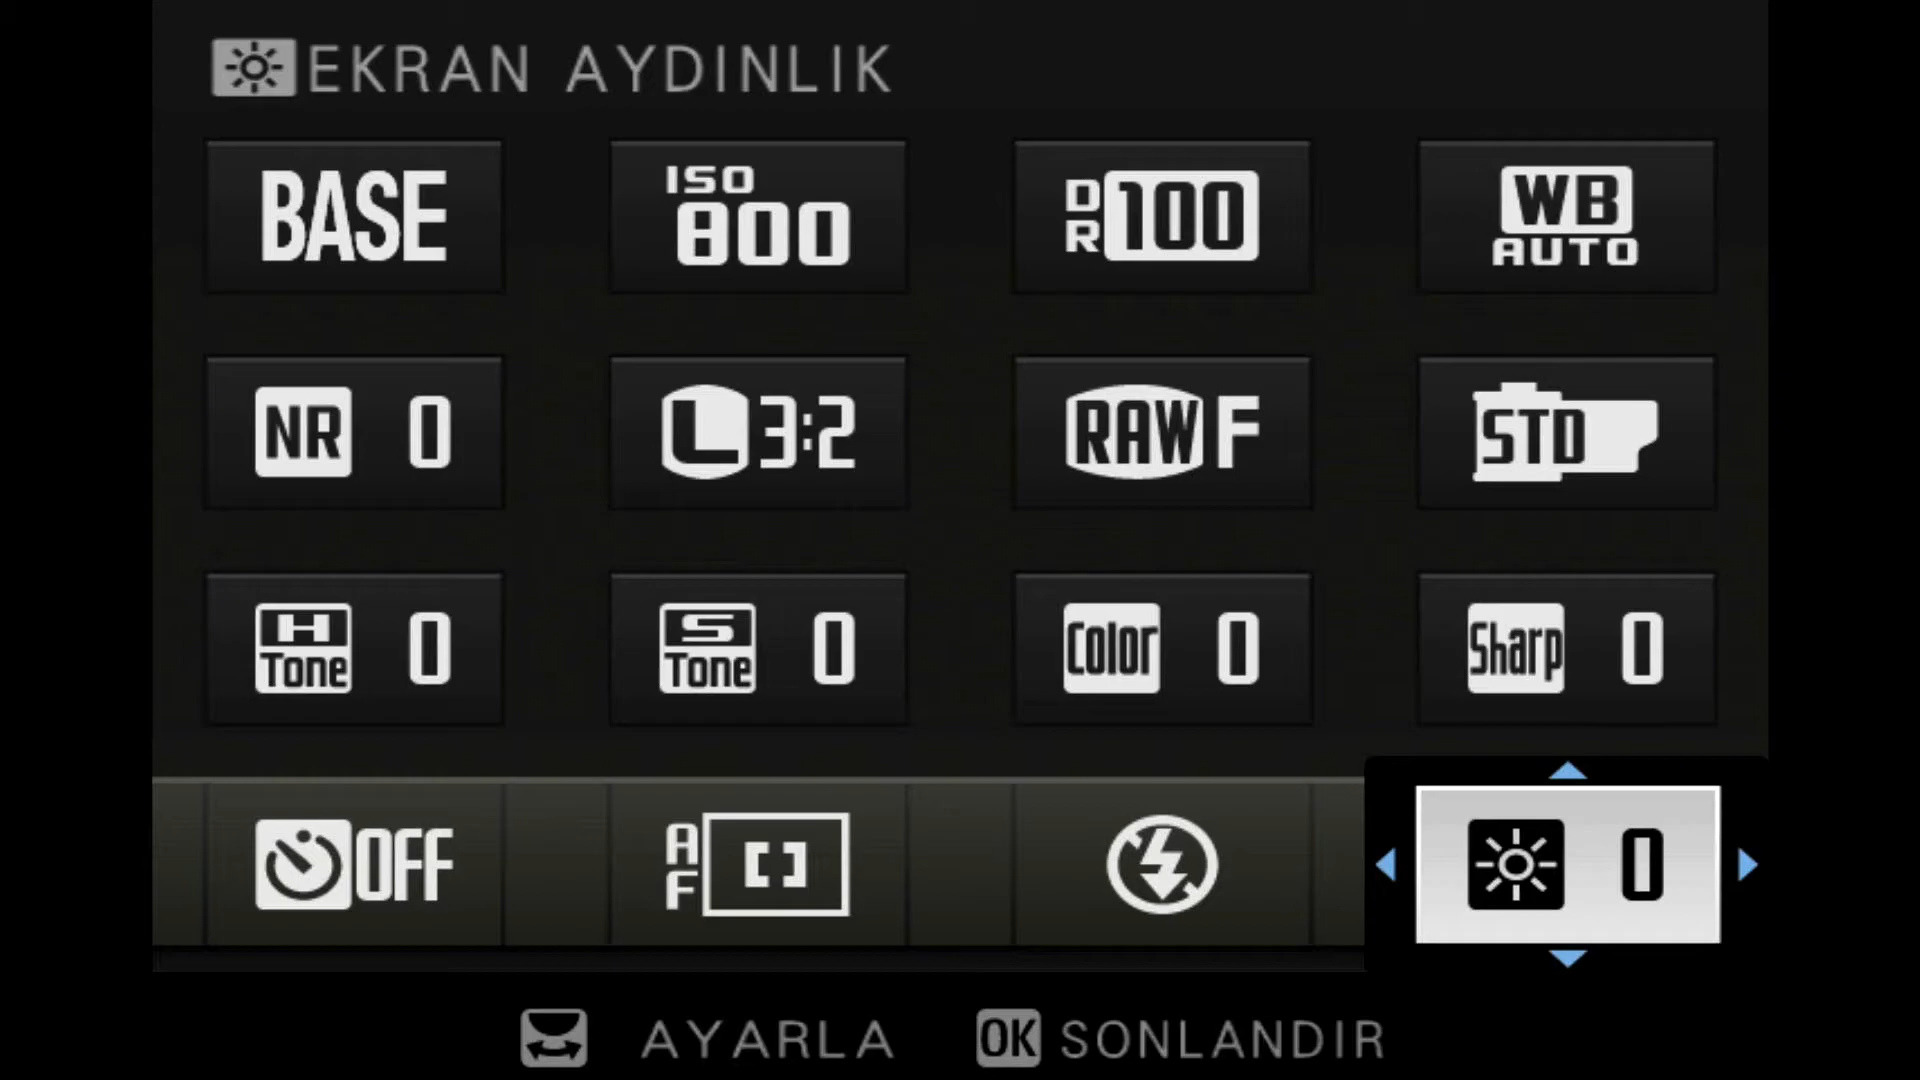 EKRAN AYDINLIK
BASE
ISO 800
DR 100
WB AUTO
NR 0
L 3:2
RAW F
STD
H Tone 0
S Tone 0
Color 0
Sharp 0
OFF
AF
0
AYARLA
OK SONLANDIR